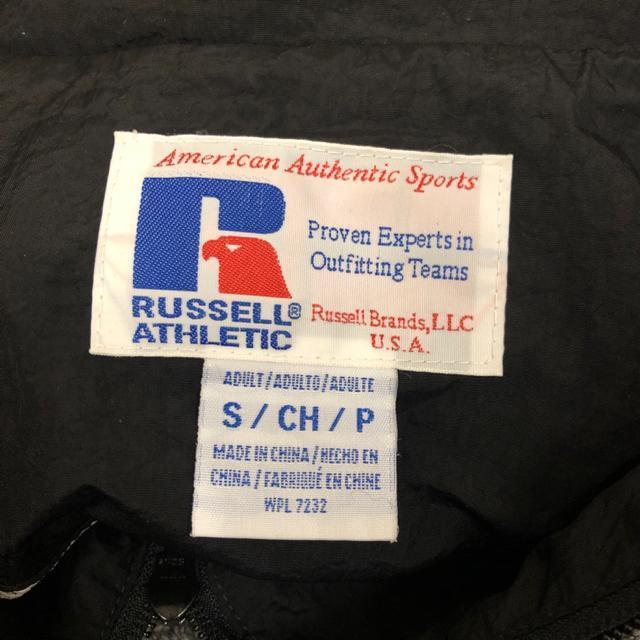 American Authentic Sports
Proven Experts in
Outfitting Teams
RUSSELL®
ATHLETIC
Russell Brands, LLC
U.S.A.
ADULT/ADULTO/ADULTE
S / CH / P
MADE IN CHINA / HECHO EN
CHINA / FABRIQUÉ EN CHINE
WPL 7232